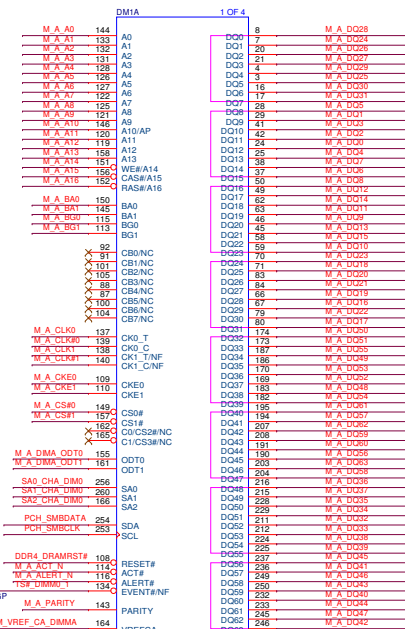 DM1A 1 OF 4
M_A_A0 144 A0
M_A_A1 133 A1
M_A_A2 132 A2
M_A_A3 131 A3
M_A_A4 128 A4
M_A_A5 126 A5
M_A_A6 127 A6
M_A_A7 122 A7
M_A_A8 125 A8
M_A_A9 121 A9
M_A_A10 146 A10/AP
M_A_A11 120 A11
M_A_A12 119 A12
M_A_A13 158 A13
M_A_A14 151 WE#/A14
M_A_A15 156 CAS#/A15
M_A_A16 152 RAS#/A16
M_A_BA0 150 BA0
M_A_BA1 145 BA1
M_A_BG0 115 BG0
M_A_BG1 113 BG1
92 CB0/NC
91 CB1/NC
101 CB2/NC
105 CB3/NC
88 CB4/NC
87 CB5/NC
100 CB6/NC
104 CB7/NC
M_A_CLK0 137 CK0_T
M_A_CLK#0 139 CK0_C
M_A_CLK1 138 CK1_T/NF
M_A_CLK#1 140 CK1_C/NF
M_A_CKE0 109 CKE0
M_A_CKE1 110 CKE1
M_A_CS#0 149 CS0#
M_A_CS#1 157 CS1#
162 C0/CS2#/NC
165 C1/CS3#/NC
M_A_DIMA_ODT0 155 ODT0
M_A_DIMA_ODT1 161 ODT1
SA0_CHA_DIM0 256 SA0
SA1_CHA_DIM0 260 SA1
SA2_CHA_DIM0 166 SA2
PCH_SMBDATA 254 SDA
PCH_SMBCLK 253 SCL
DDR4_DRAMRST# 108 RESET#
M_A_ACT_N 114 ACT#
M_A_ALERT_N 116 ALERT#
TS#_DIMM0_1 134 EVENT#/NF
M_A_PARITY 143 PARITY
M_VREF_CA_DIMMA 164 VREFCA
DQ0 8 M_A_DQ28
DQ1 7 M_A_DQ24
DQ2 20 M_A_DQ26
DQ3 21 M_A_DQ27
DQ4 4 M_A_DQ29
DQ5 3 M_A_DQ25
DQ6 16 M_A_DQ30
DQ7 17 M_A_DQ31
DQ8 28 M_A_DQ5
DQ9 29 M_A_DQ1
DQ10 41 M_A_DQ3
DQ11 42 M_A_DQ2
DQ12 24 M_A_DQ0
DQ13 25 M_A_DQ4
DQ14 38 M_A_DQ7
DQ15 37 M_A_DQ6
DQ16 50 M_A_DQ8
DQ17 49 M_A_DQ12
DQ18 62 M_A_DQ14
DQ19 63 M_A_DQ11
DQ20 46 M_A_DQ9
DQ21 45 M_A_DQ13
DQ22 58 M_A_DQ15
DQ23 59 M_A_DQ10
DQ24 70 M_A_DQ23
DQ25 71 M_A_DQ18
DQ26 83 M_A_DQ20
DQ27 84 M_A_DQ21
DQ28 66 M_A_DQ19
DQ29 67 M_A_DQ16
DQ30 79 M_A_DQ22
DQ31 80 M_A_DQ17
DQ32 174 M_A_DQ50
DQ33 173 M_A_DQ51
DQ34 187 M_A_DQ55
DQ35 186 M_A_DQ49
DQ36 170 M_A_DQ53
DQ37 169 M_A_DQ52
DQ38 183 M_A_DQ48
DQ39 182 M_A_DQ54
DQ40 195 M_A_DQ61
DQ41 194 M_A_DQ57
DQ42 207 M_A_DQ62
DQ43 208 M_A_DQ59
DQ44 191 M_A_DQ60
DQ45 190 M_A_DQ56
DQ46 203 M_A_DQ63
DQ47 204 M_A_DQ58
DQ48 216 M_A_DQ36
DQ49 215 M_A_DQ37
DQ50 228 M_A_DQ35
DQ51 229 M_A_DQ34
DQ52 211 M_A_DQ32
DQ53 212 M_A_DQ33
DQ54 224 M_A_DQ38
DQ55 225 M_A_DQ39
DQ56 237 M_A_DQ45
DQ57 236 M_A_DQ41
DQ58 249 M_A_DQ46
DQ59 250 M_A_DQ43
DQ60 232 M_A_DQ40
DQ61 233 M_A_DQ44
DQ62 245 M_A_DQ47
246 M_A_DQ42